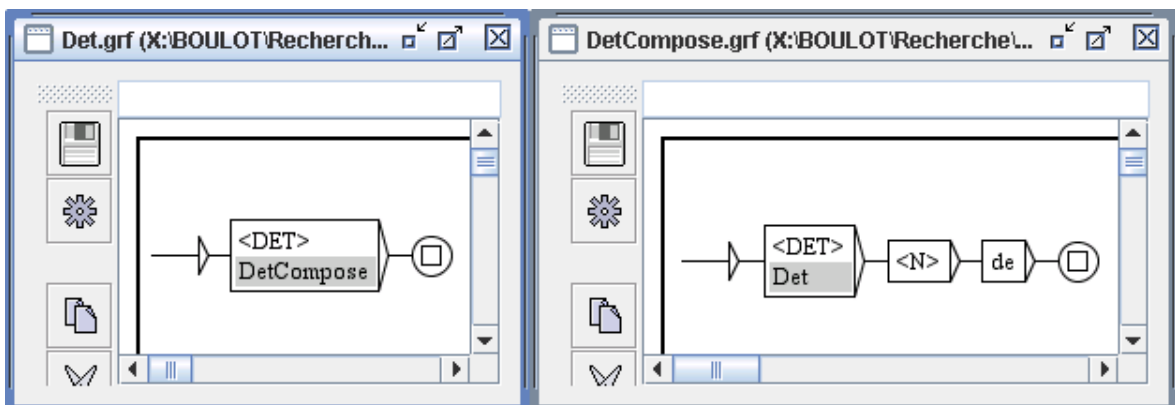 Det.grf (X:\BOULOT\Recherch...
<DET>
DetCompose
DetCompose.grf (X:\BOULOT\Recherche\...
<DET>
Det
<N>
de